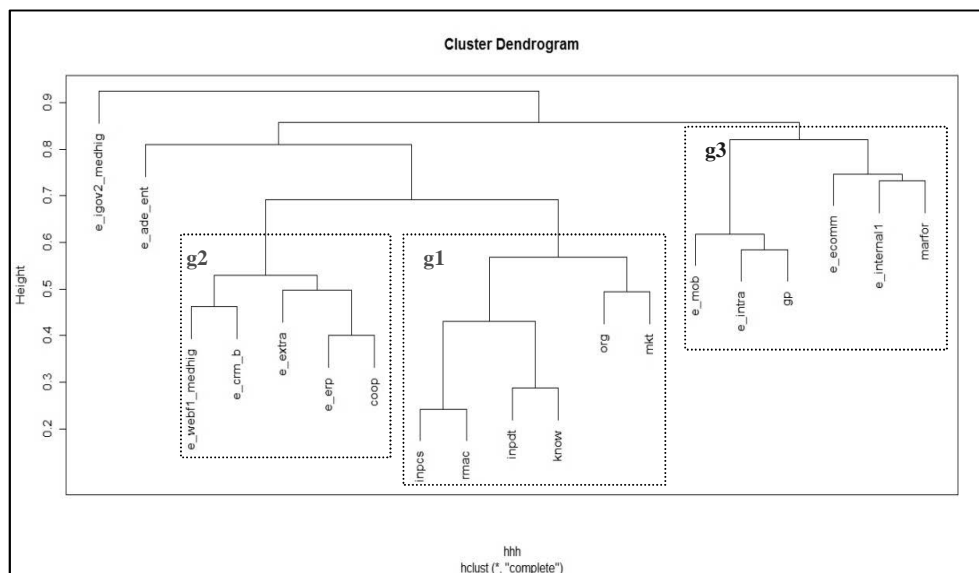 Cluster Dendrogram
Height
0.9
0.8
0.7
0.6
0.5
0.4
0.3
0.2
g3
g2
g1
e_igov2_medhig
e_ade_ent
e_webf1_medhig
e_crm_b
e_extra
e_erp
coop
inpcs
rmac
inpdt
know
org
mkt
e_mob
e_intra
gp
e_ecomm
e_internal1
marfor
hhh
hclust (*, "complete")